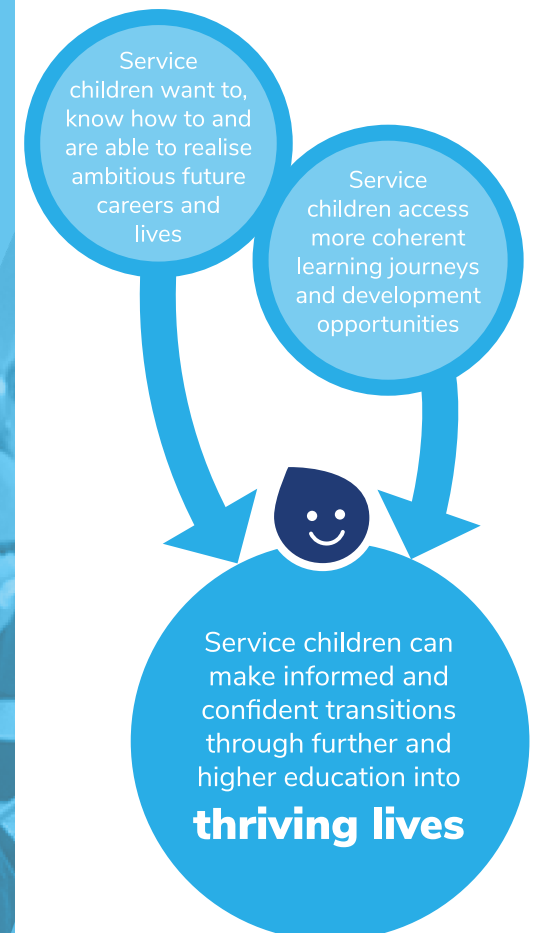 Service
children want to,
know how to and
are able to realise
ambitious future
careers and
lives
Service
children access
more coherent
learning journeys
and development
opportunities
Service children can
make informed and
confident transitions
through further and
higher education into
thriving lives